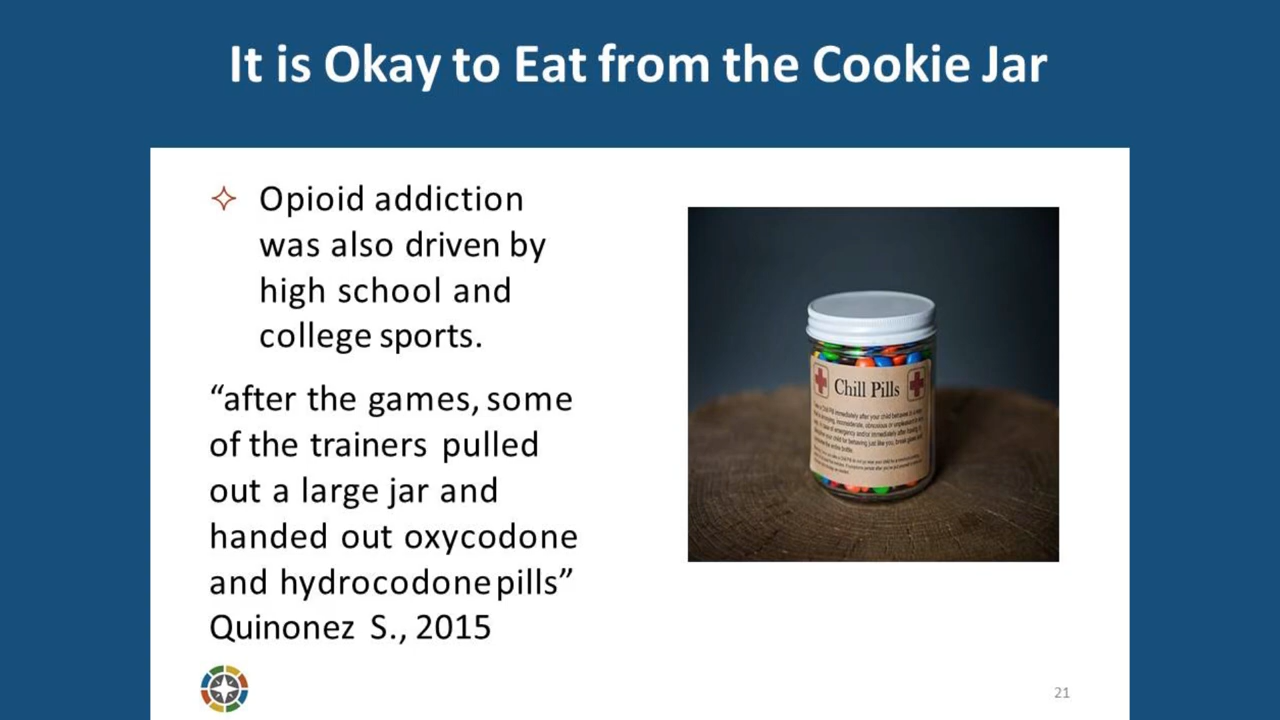 It is Okay to Eat from the Cookie Jar
Opioid addiction
was also driven by
high school and
college sports.
“after the games, some
of the trainers pulled
out a large jar and
handed out oxycodone
and hydrocodone pills”
Quinonez S., 2015
Chill Pills
21